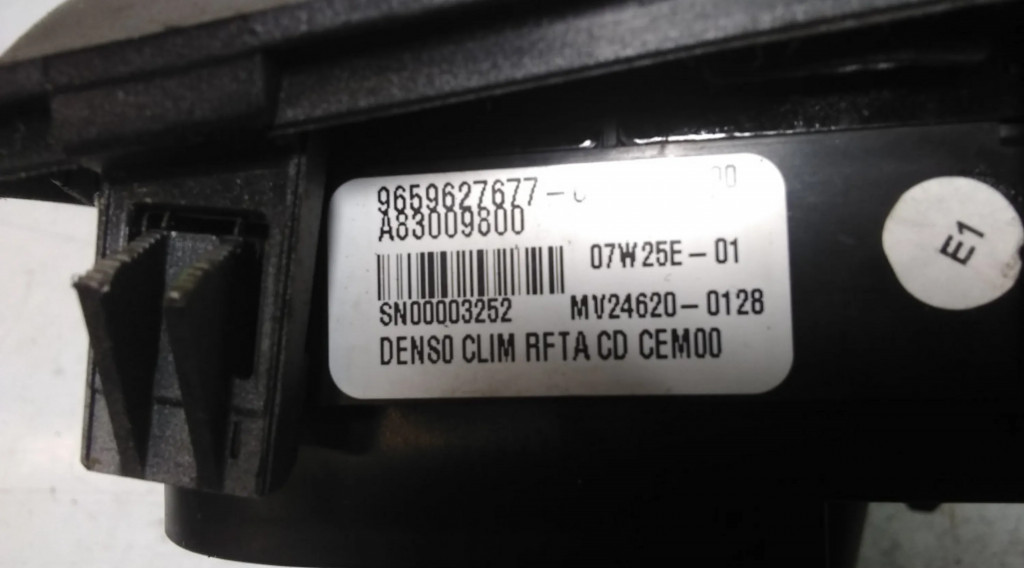 9659627677-
A83009800
07W25E-01
SN00003252 MV24620-0128
DENSO CLIM RFTA CD CEM00
E1